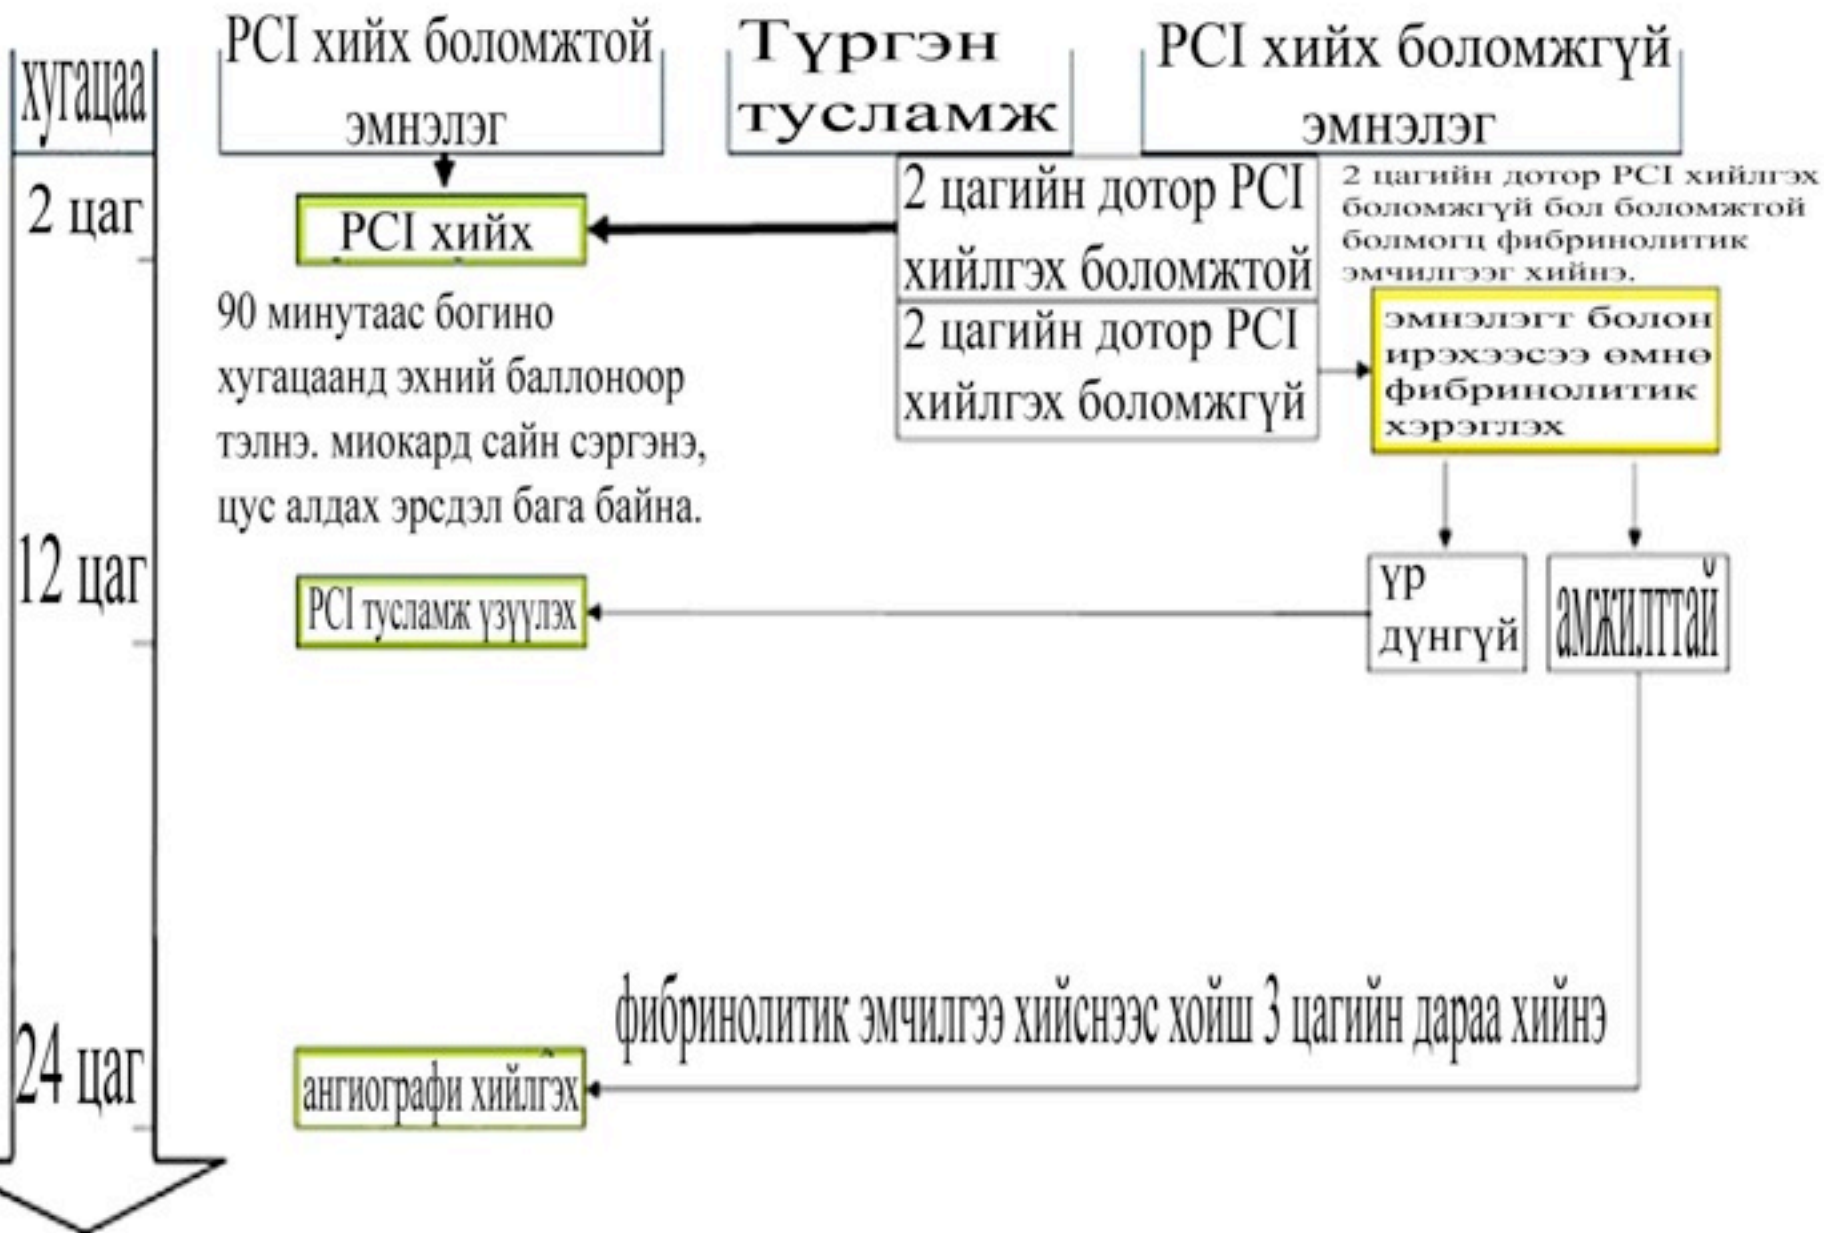 хугацаа
PCI хийх боломжтой
эмнэлэг
Түргэн
тусламж
PCI хийх боломжгүй
эмнэлэг
2 цаг
PCI хийх
2 цагийн дотор PCI
хийлгэх боломжтой
2 цагийн дотор PCI хийлгэх
боломжгүй бол боломжтой
болмогц фибринолитик
эмчилгээг хийнэ.
90 минутаас богино
хугацаанд эхний баллоноор
тэлнэ. миокард сайн сэргэнэ,
цус алдах эрсдэл бага байна.
2 цагийн дотор PCI
хийлгэх боломжгүй
эмнэлэгт болон
ирэхээсээ өмнө
фибринолитик
хэрэглэх
12 цаг
PCI тусламж үзүүлэх
үр
дүнгүй
амжилттай
фибринолитик эмчилгээ хийснээс хойш 3 цагийн дараа хийнэ
24 цаг
ангиографи хийлгэх